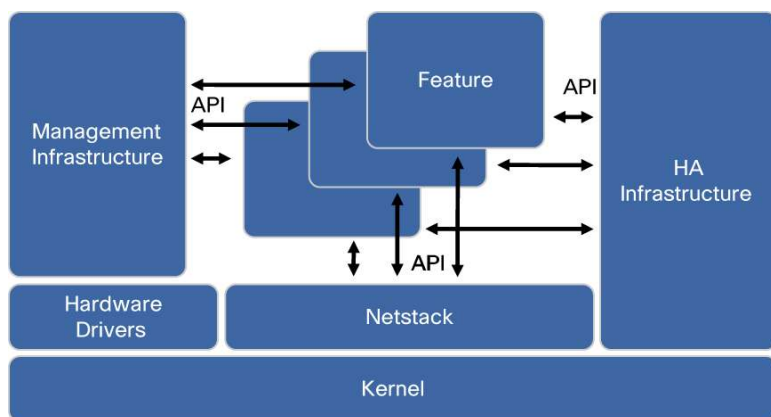 Feature
API
API
Management
Infrastructure
HA
Infrastructure
API
Hardware
Drivers
Netstack
Kernel